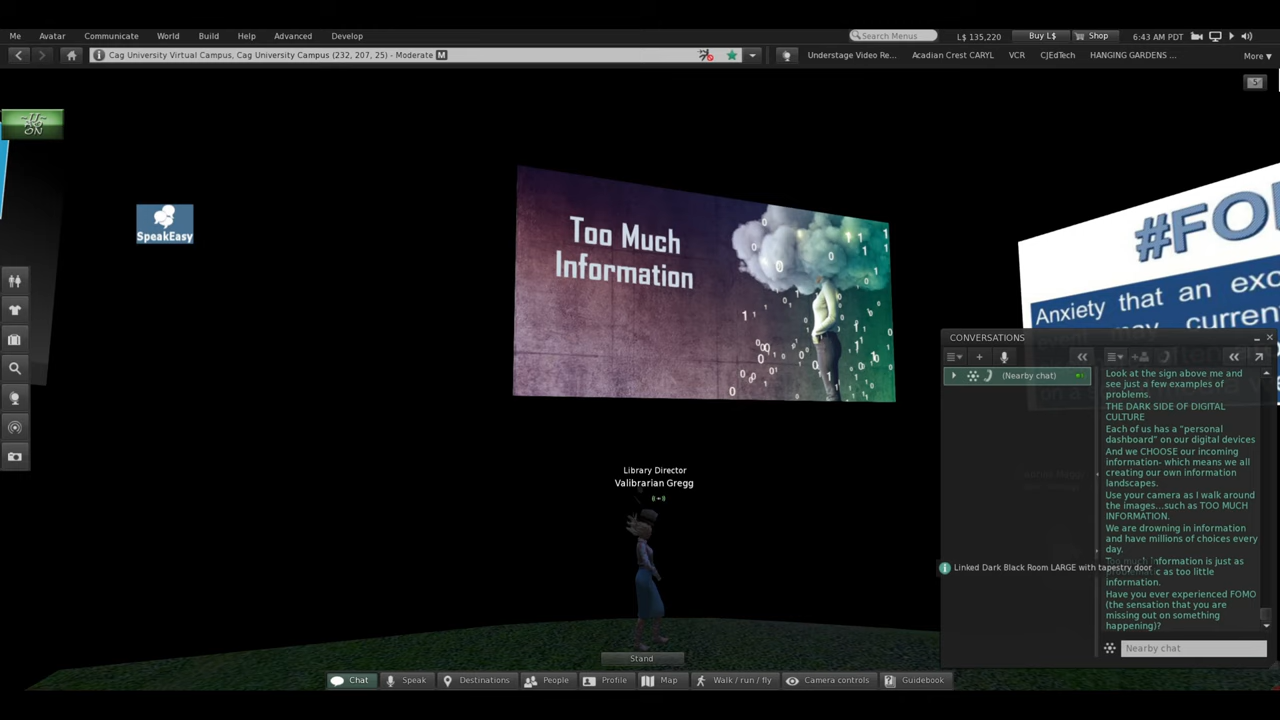 Me Avatar Communicate World Build Help Advanced Develop
Search Menus
L$ 135,220 Buy L$ Shop 6:43 AM PDT
Cag University Virtual Campus, Cag University Campus (232, 207, 25) - Moderate M
Understage Video Re... Acadian Crest CARYL VCR CJEdTech HANGING GARDENS ... More
5
ON
SpeakEasy
Too Much
Information
#FO
Anxiety that an exc
may curren
CONVERSATIONS
(Nearby chat)
Look at the sign above me and
see just a few examples of
problems.
THE DARK SIDE OF DIGITAL
CULTURE
Each of us has a "personal
dashboard" on our digital devices
And we CHOOSE our incoming
information- which means we all
creating our own information
landscapes.
Use your camera as I walk around
the images...such as TOO MUCH
INFORMATION.
We are drowning in information
and have millions of choices every
day.
Too much information is just as
as too little
information.
Have you ever experienced FOMO
(the sensation that you are
missing out on something
happening)?
Linked Dark Black Room LARGE with tapestry door
Nearby chat
Library Director
Valibrarian Gregg
Stand
Chat Speak Destinations People Profile Map Walk / run / fly Camera controls Guidebook